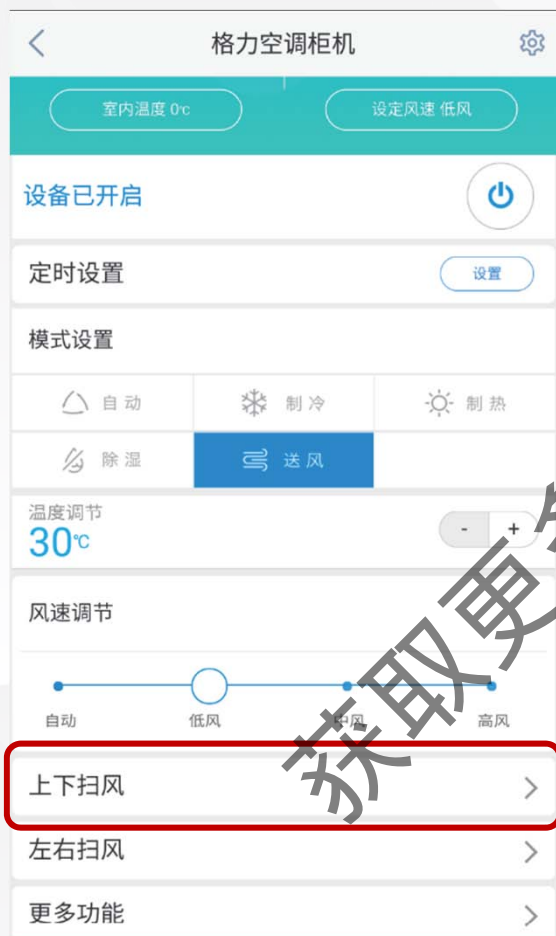 格力空调柜机
室内温度 0℃
设定风速 低风
设备已开启
定时设置
设置
模式设置
自动
制冷
制热
除湿
送风
温度调节
30℃
- +
风速调节
自动
低风
中风
高风
上下扫风
左右扫风
更多功能
获取更